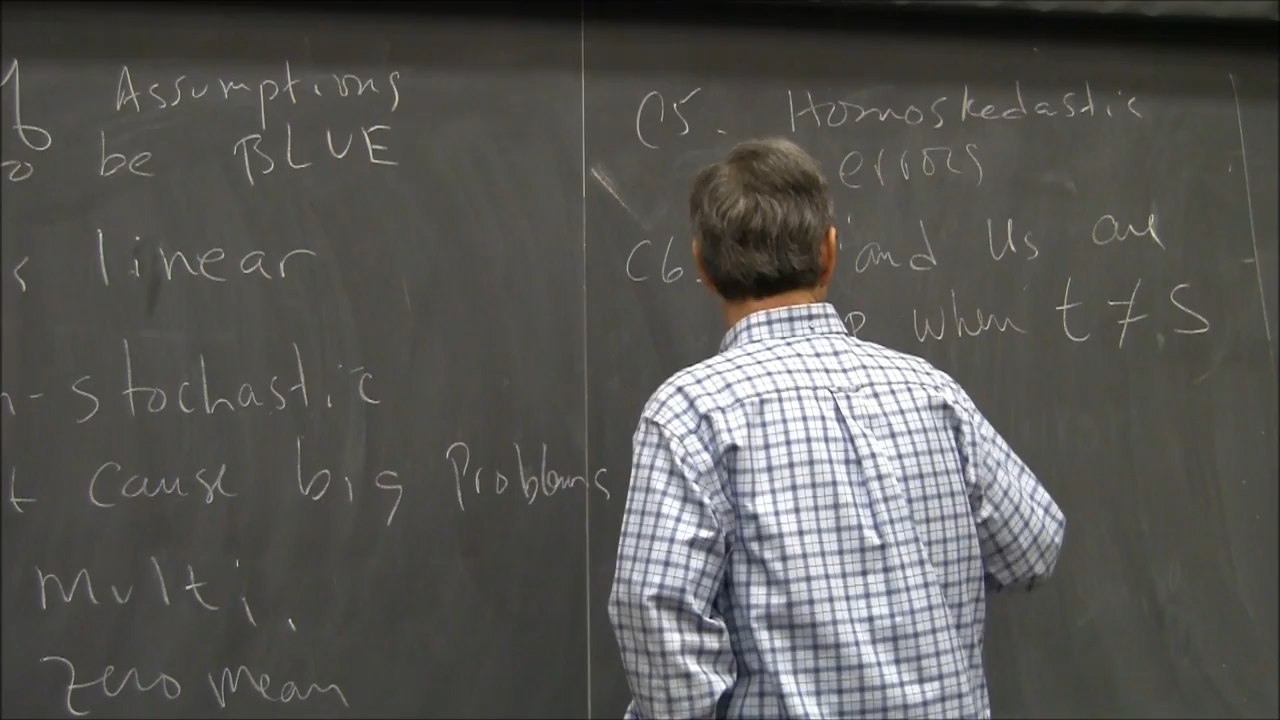 Assumptions
be BLUE
linear
n-stochastic
t cause big Problems
multi.
zero mean
C5. Homoskedastic
errors
C6. and Us are
when t ≠ S